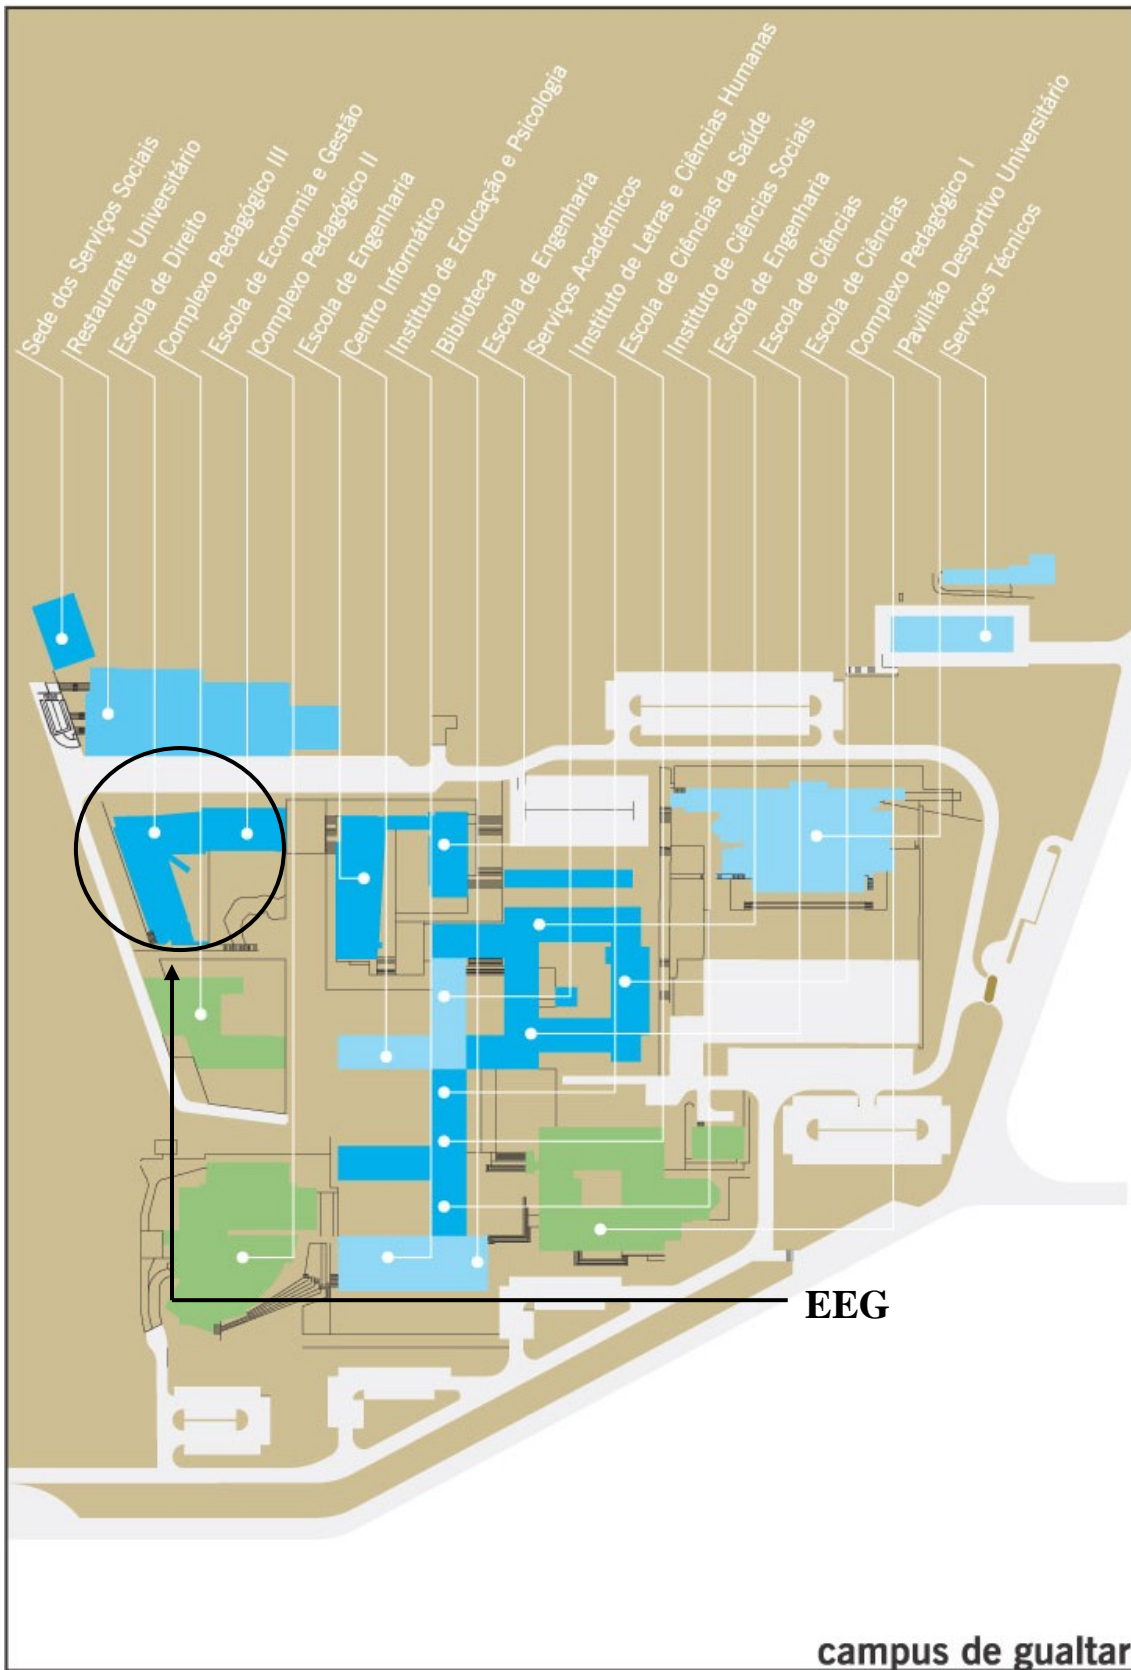 Sede dos Serviços Sociais
Restaurante Universitário
Escola de Direito
Complexo Pedagógico III
Escola de Economia e Gestão
Complexo Pedagógico II
Escola de Engenharia
Centro Informático
Instituto de Educação e Psicologia
Biblioteca
Escola de Engenharia
Serviços Académicos
Instituto de Letras e Ciências Humanas
Escola de Ciências da Saúde
Instituto de Ciências Sociais
Escola de Engenharia
Escola de Ciências
Escola de Ciências
Complexo Pedagógico I
Pavilhão Desportivo Universitário
Serviços Técnicos
EEG
campus de gualtar